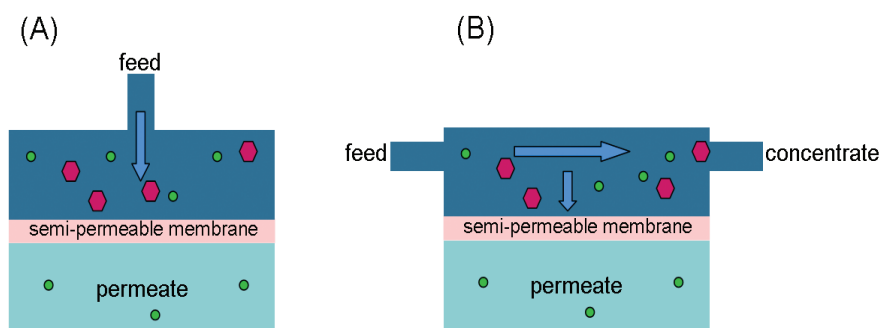 (A)
feed
semi-permeable membrane
permeate
(B)
feed
concentrate
semi-permeable membrane
permeate